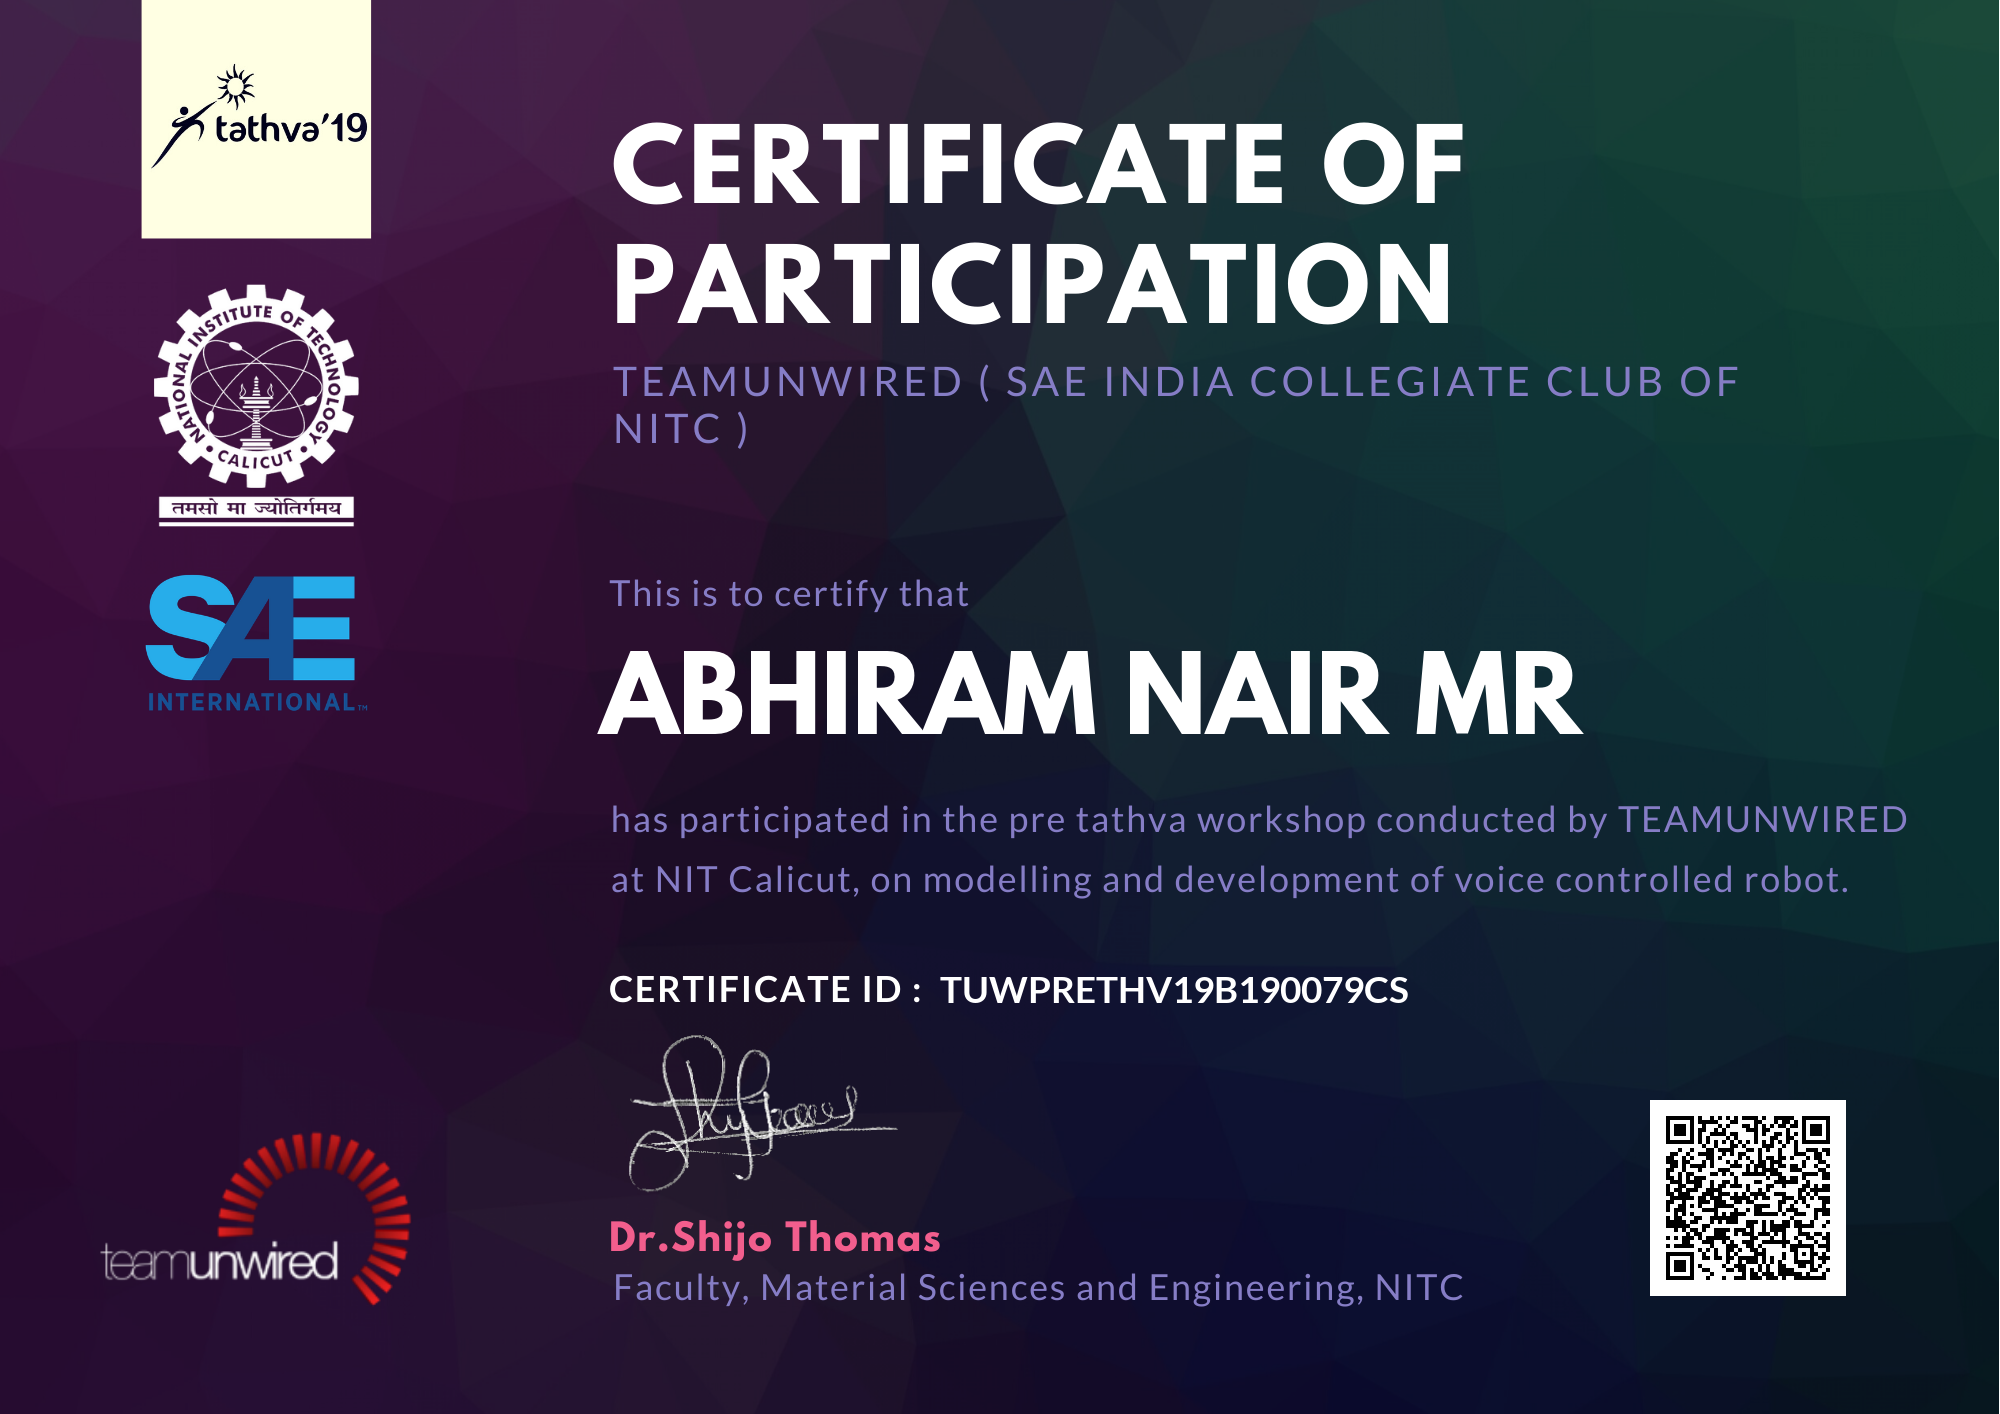 tathva'19
CERTIFICATE OF
PARTICIPATION
TEAMUNWIRED ( SAE INDIA COLLEGIATE CLUB OF
NITC )
NATIONAL INSTITUTE OF TECHNOLOGY
• CALICUT •
तमसो मा ज्योतिर्गमय
SAE
INTERNATIONAL™
This is to certify that
ABHIRAM NAIR MR
has participated in the pre tathva workshop conducted by TEAMUNWIRED
at NIT Calicut, on modelling and development of voice controlled robot.
CERTIFICATE ID : TUWPRETHV19B190079CS
teamunwired
Dr.Shijo Thomas
Faculty, Material Sciences and Engineering, NITC